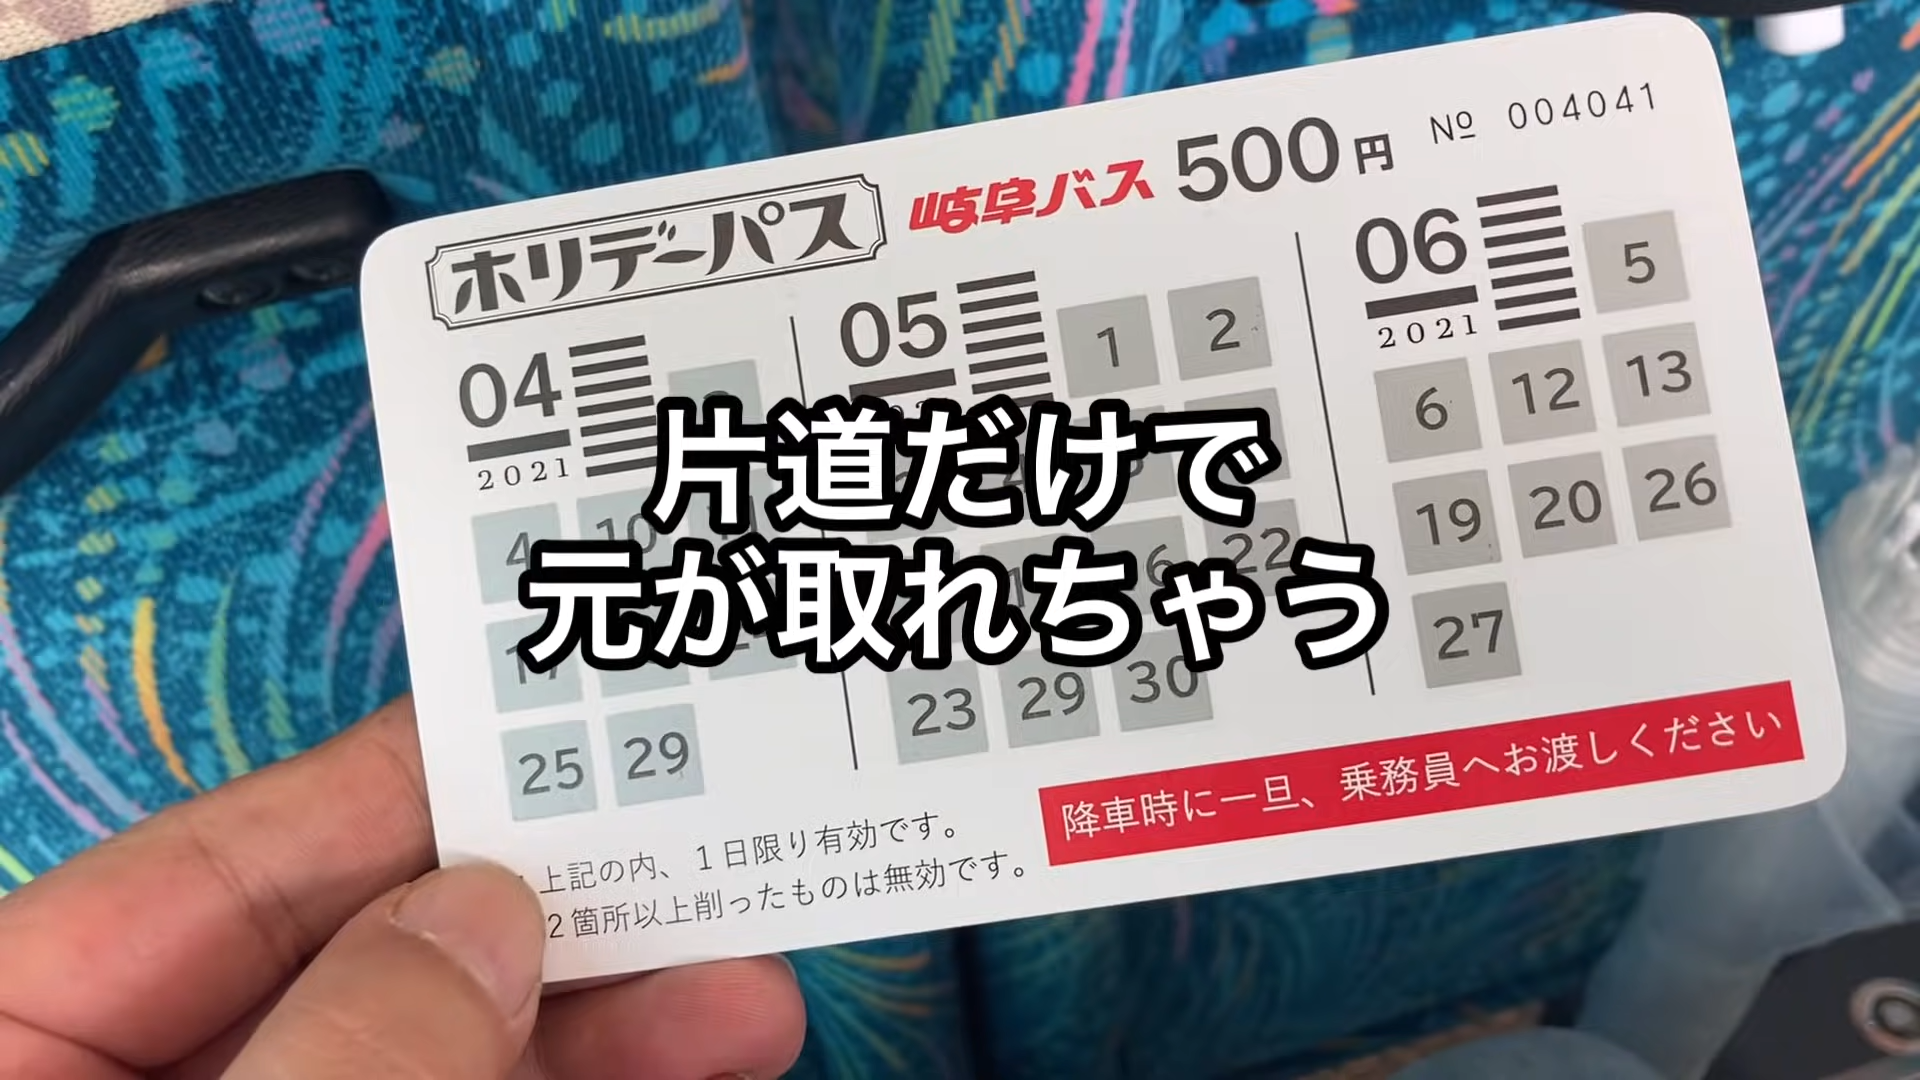 ホリデーパス 岐阜バス 500円 № 004041
04
2021
4 10
17
25 29
05
1 2
22
23 29 30
06
2021
5
6 12 13
19 20 26
27
片道だけで
元が取れちゃう
降車時に一旦、乗務員へお渡しください
上記の内、1日限り有効です。
2箇所以上削ったものは無効です。